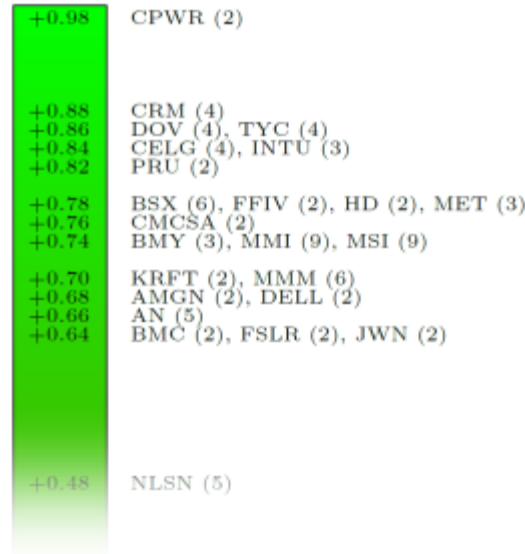 +0.98 CPWR (2)
+0.88 CRM (4)
+0.86 DOV (4), TYC (4)
+0.84 CELG (4), INTU (3)
+0.82 PRU (2)
+0.78 BSX (6), FFIV (2), HD (2), MET (3)
+0.76 CMCSA (2)
+0.74 BMY (3), MMI (9), MSI (9)
+0.70 KRFT (2), MMM (6)
+0.68 AMGN (2), DELL (2)
+0.66 AN (5)
+0.64 BMC (2), FSLR (2), JWN (2)
+0.48 NLSN (5)